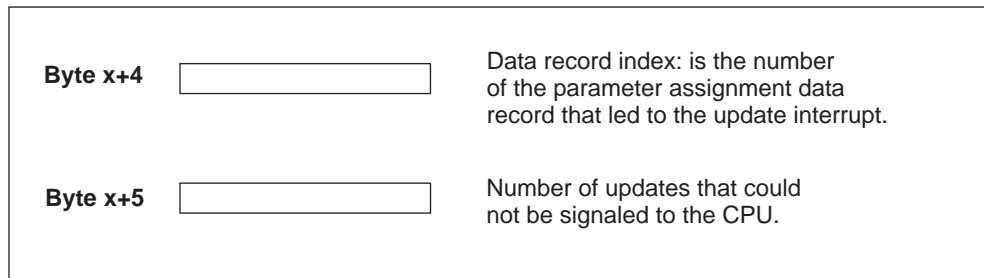 Byte x+4
Data record index: is the number
of the parameter assignment data
record that led to the update interrupt.
Byte x+5
Number of updates that could
not be signaled to the CPU.